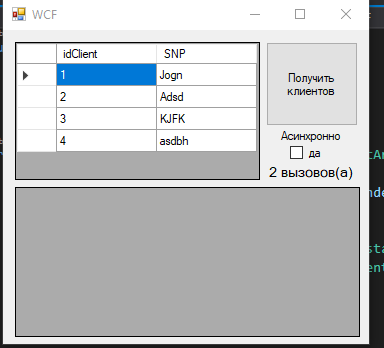 WCF
idClient SNP
1 Jogn
2 Adsd
3 KJFK
4 asdbh
Получить
клиентов
Асинхронно
да
2 вызовов(а)